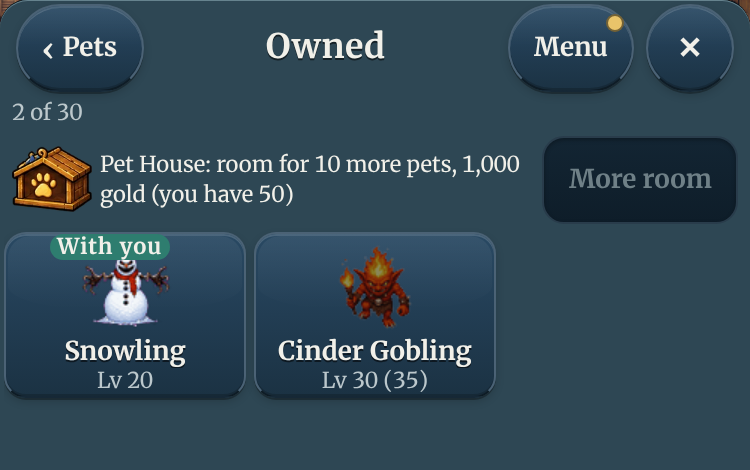 ‹ Pets
Owned
Menu
×
2 of 30
Pet House: room for 10 more pets, 1,000
gold (you have 50)
More room
With you
Snowling
Lv 20
Cinder Gobling
Lv 30 (35)